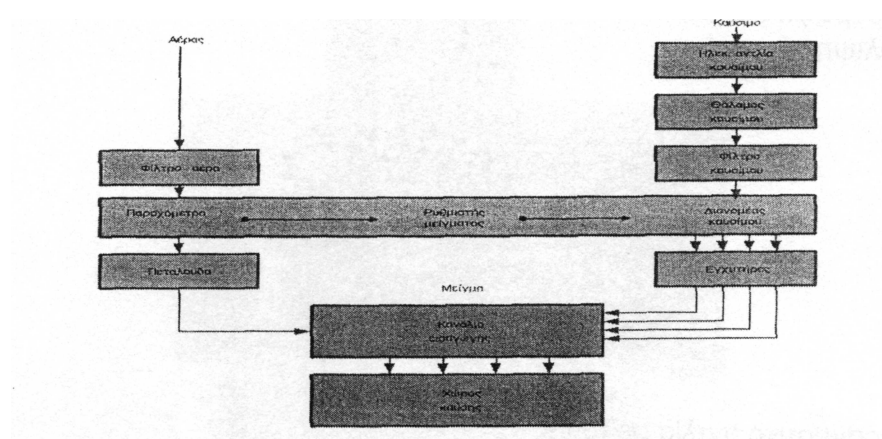 Καύσιμο
Αέρας
Ηλεκ. αντλία
καυσίμου
Θάλαμος
καυσίμου
Φίλτρο
καυσίμου
Φίλτρο αέρα
Παροχόμετρο
Ρυθμιστής
μείγματος
Διανομέας
καυσίμου
Πεταλούδα
Εγχυτήρες
Μείγμα
Κανάλια
εισαγωγής
Χώρος
καύσης